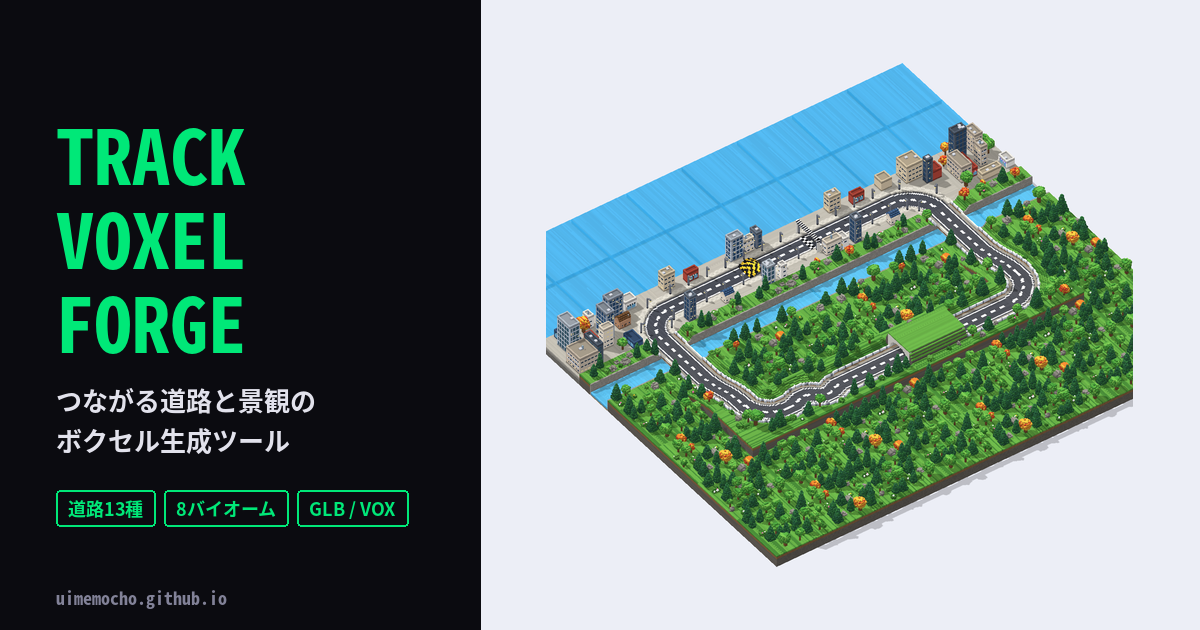 TRACK
VOXEL
FORGE
つながる道路と景観の
ボクセル生成ツール
道路13種
8バイオーム
GLB / VOX
uimemocho.github.io